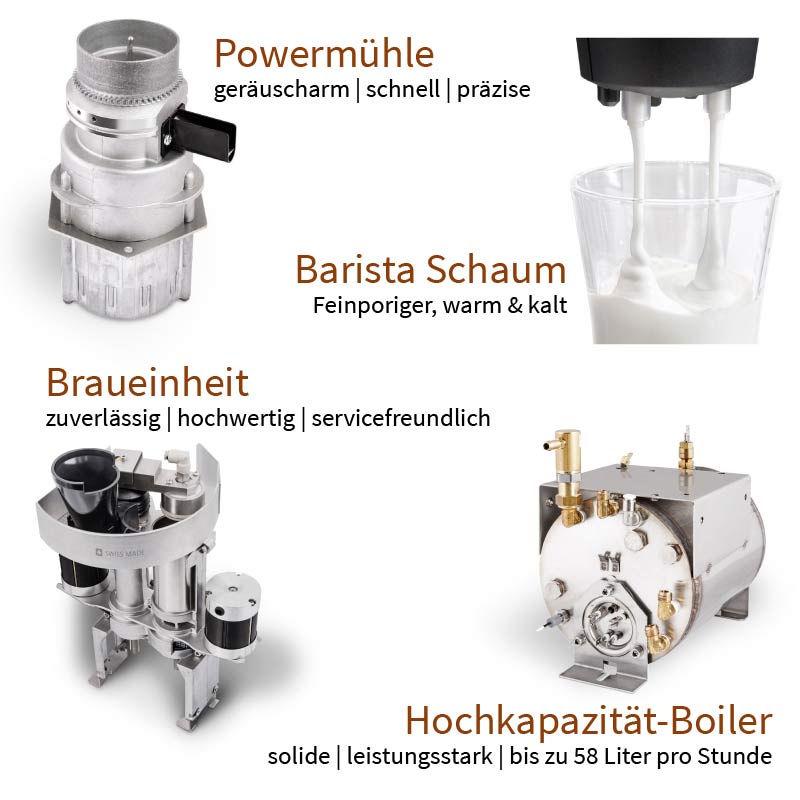 Powermühle
geräuscharm | schnell | präzise
Barista Schaum
Feinporiger, warm & kalt
Braueinheit
zuverlässig | hochwertig | servicefreundlich
SWISS MADE
Hochkapazität-Boiler
solide | leistungsstark | bis zu 58 Liter pro Stunde